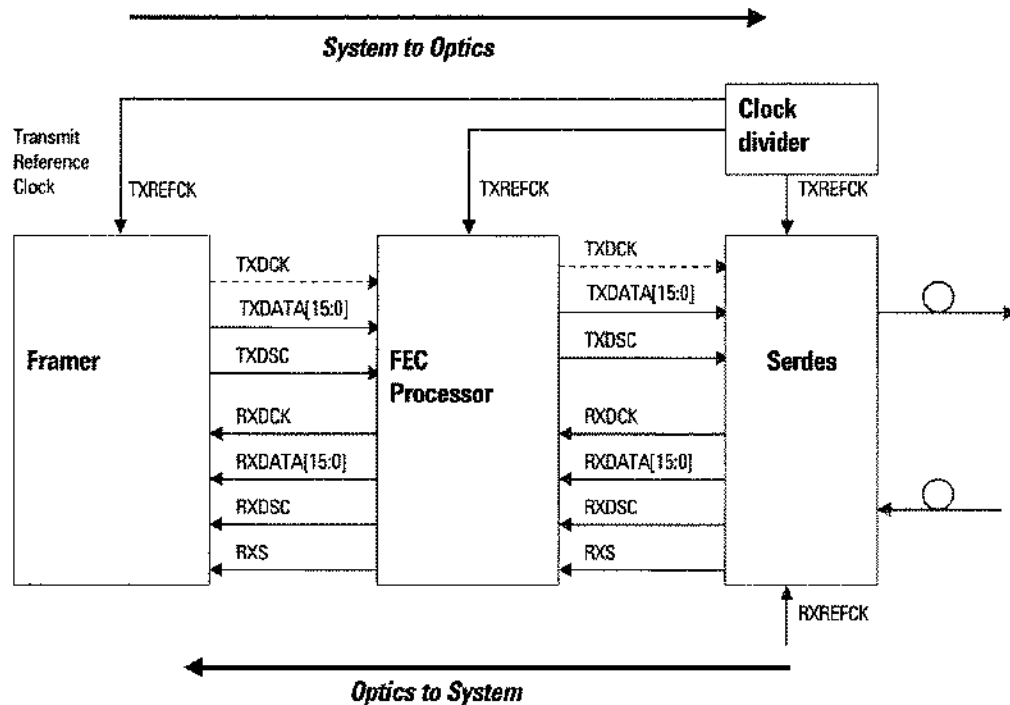 System to Optics
Clock
divider
Transmit
Reference
Clock
TXREFCK
TXREFCK
TXREFCK
TXDCK
TXDCK
TXDATA[15:0]
TXDATA[15:0]
Framer
TXDSC
FEC
Processor
TXDSC
Serdes
RXDCK
RXDCK
RXDATA[15:0]
RXDATA[15:0]
RXDSC
RXDSC
RXS
RXS
RXREFCK
Optics to System